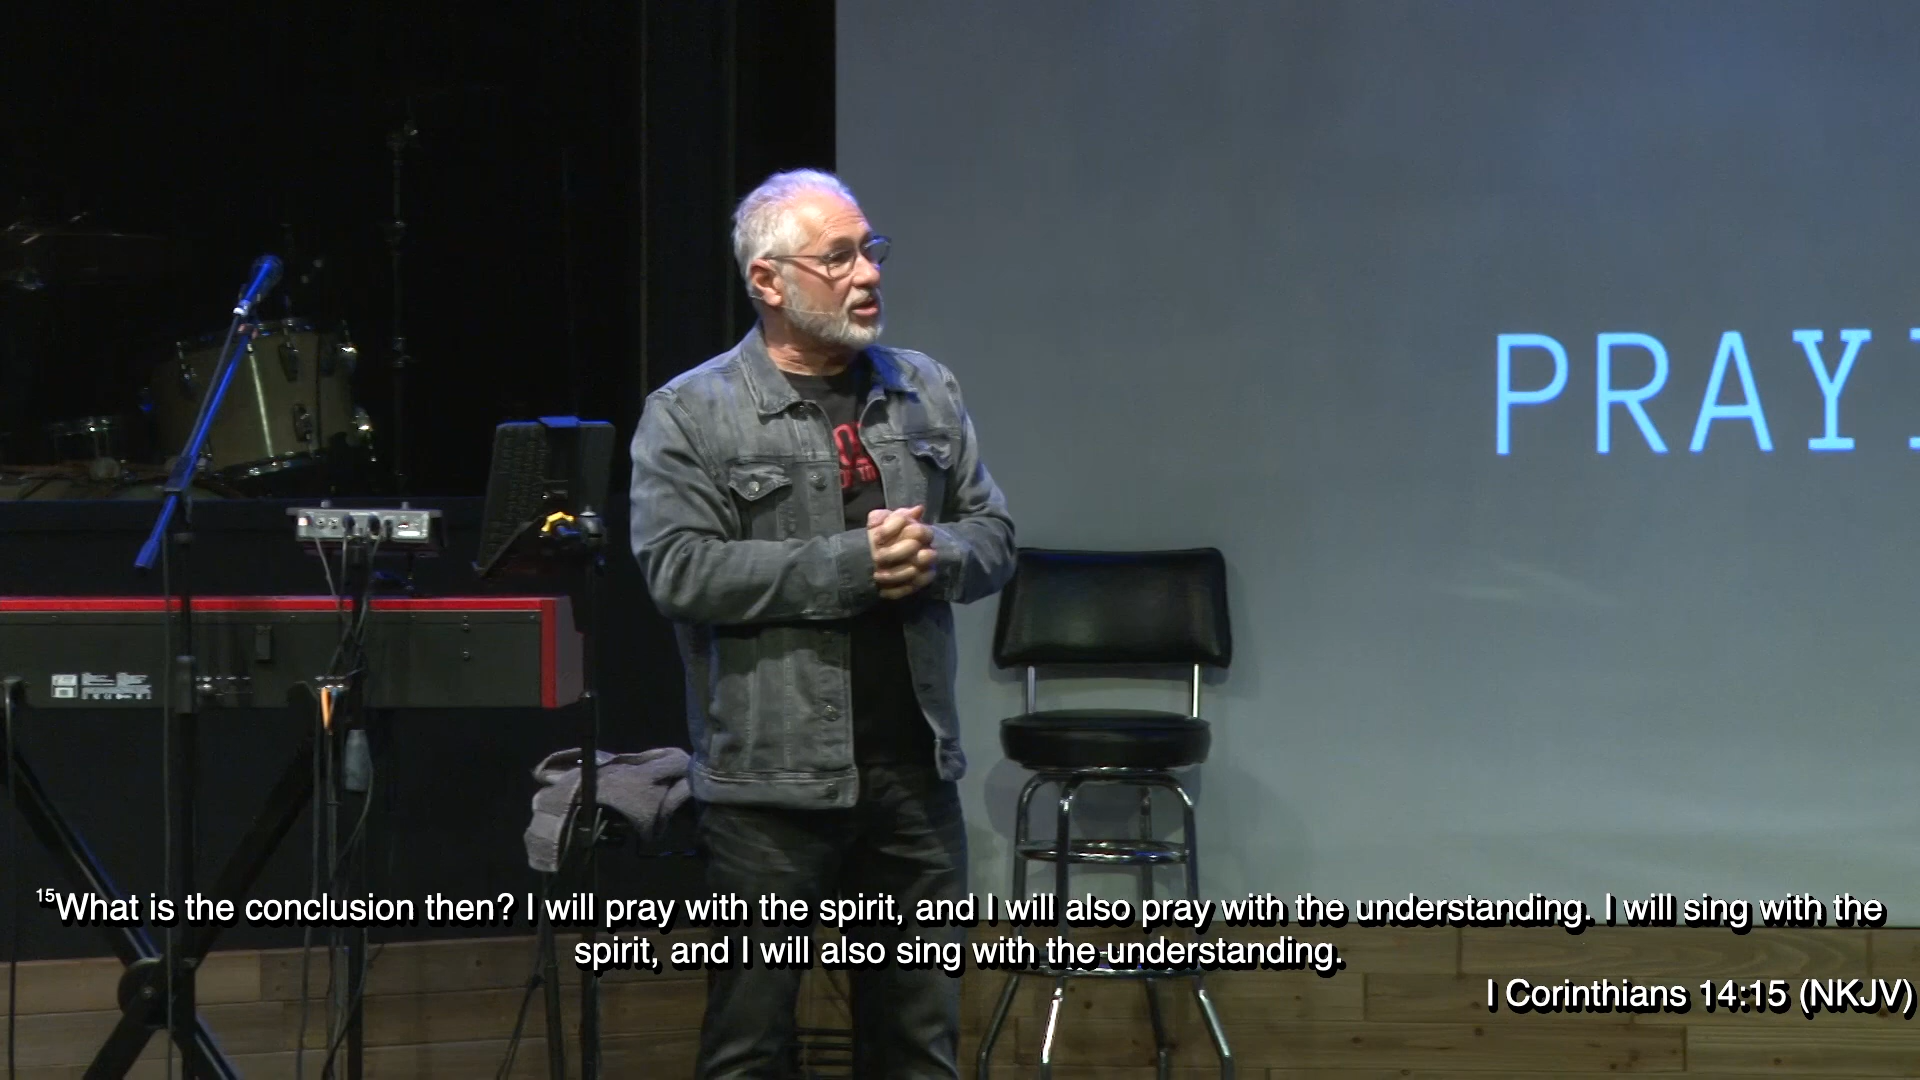 PRAY
¹⁵What is the conclusion then? I will pray with the spirit, and I will also pray with the understanding. I will sing with the
spirit, and I will also sing with the understanding.
I Corinthians 14:15 (NKJV)